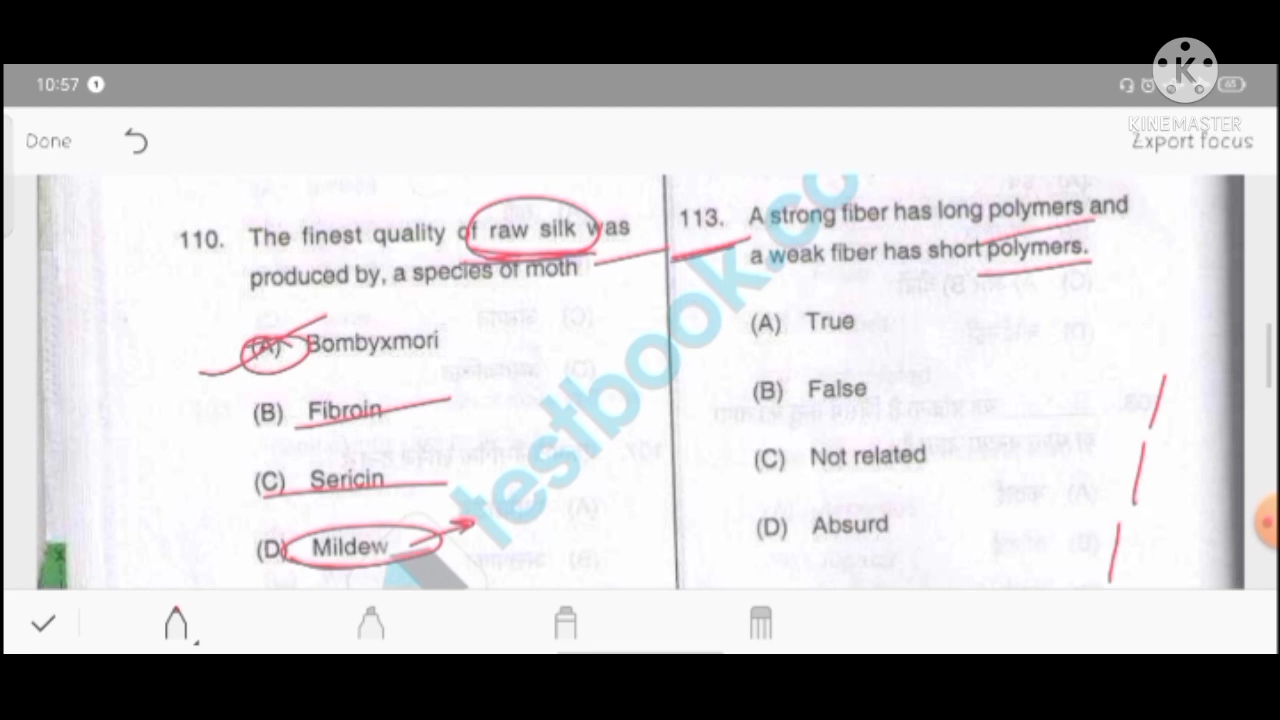 10:57 1
65
K
KINEMASTER
Done
Export focus
110. The finest quality of raw silk was
produced by, a species of moth
(A) Bombyxmori
(B) Fibroin
(C) Sericin
(D) Mildew
113. A strong fiber has long polymers and
a weak fiber has short polymers.
(A) True
(B) False
(C) Not related
(D) Absurd
testbook.co